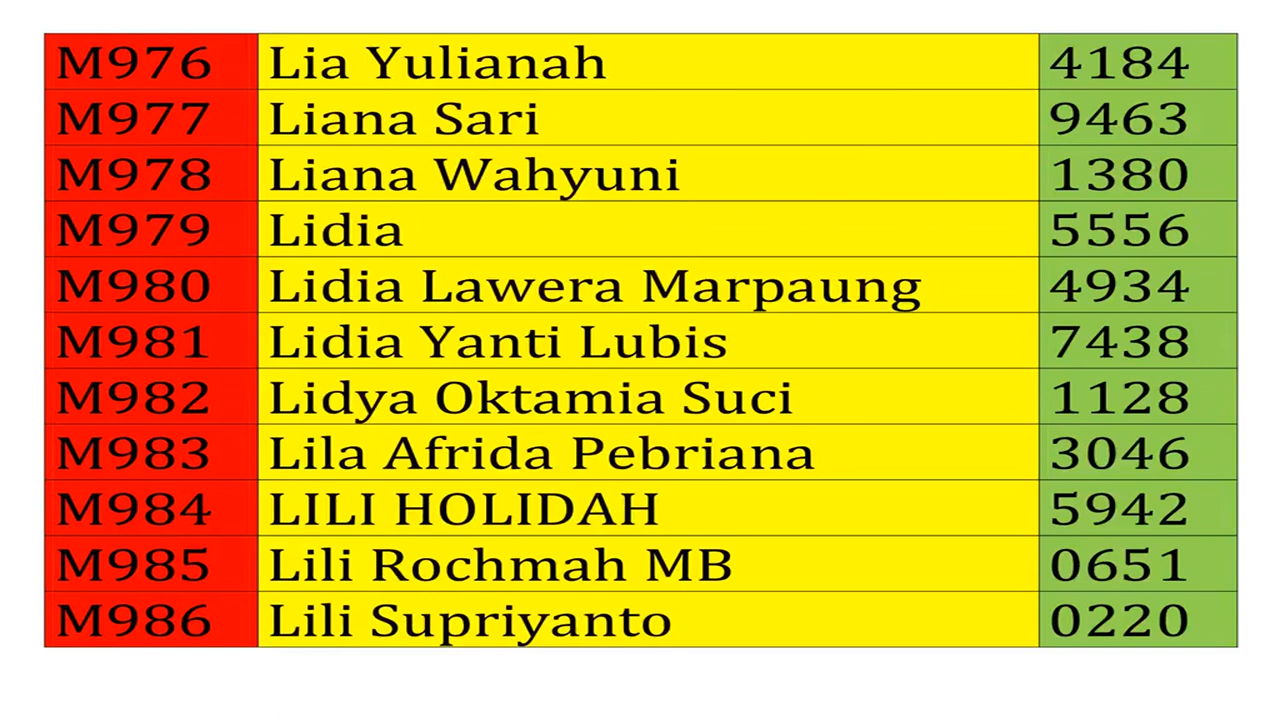 M976 Lia Yulianah 4184
M977 Liana Sari 9463
M978 Liana Wahyuni 1380
M979 Lidia 5556
M980 Lidia Lawera Marpaung 4934
M981 Lidia Yanti Lubis 7438
M982 Lidya Oktamia Suci 1128
M983 Lila Afrida Pebriana 3046
M984 LILI HOLIDAH 5942
M985 Lili Rochmah MB 0651
M986 Lili Supriyanto 0220